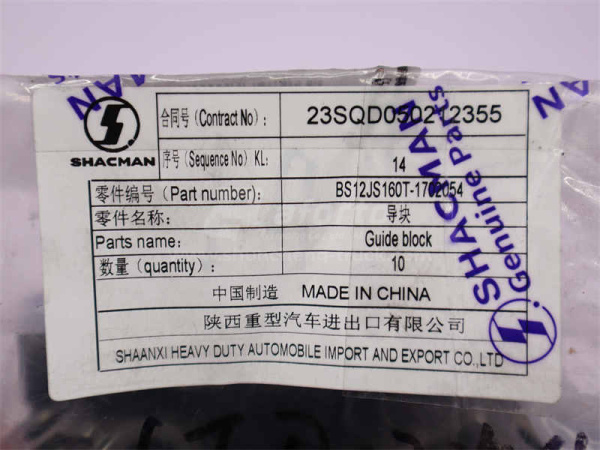 SHACMAN
合同号（Contract No）： 23SQD050212355
序号（Sequence No）KL： 14
零件编号（Part number）： BS12JS160T-1702054
零件名称： 导块
Parts name： Guide block
数量（quantity）： 10
中国制造 MADE IN CHINA
陕西重型汽车进出口有限公司
SHAANXI HEAVY DUTY AUTOMOBILE IMPORT AND EXPORT CO.,LTD
SHACMAN
Genuine Parts
MAN
AN